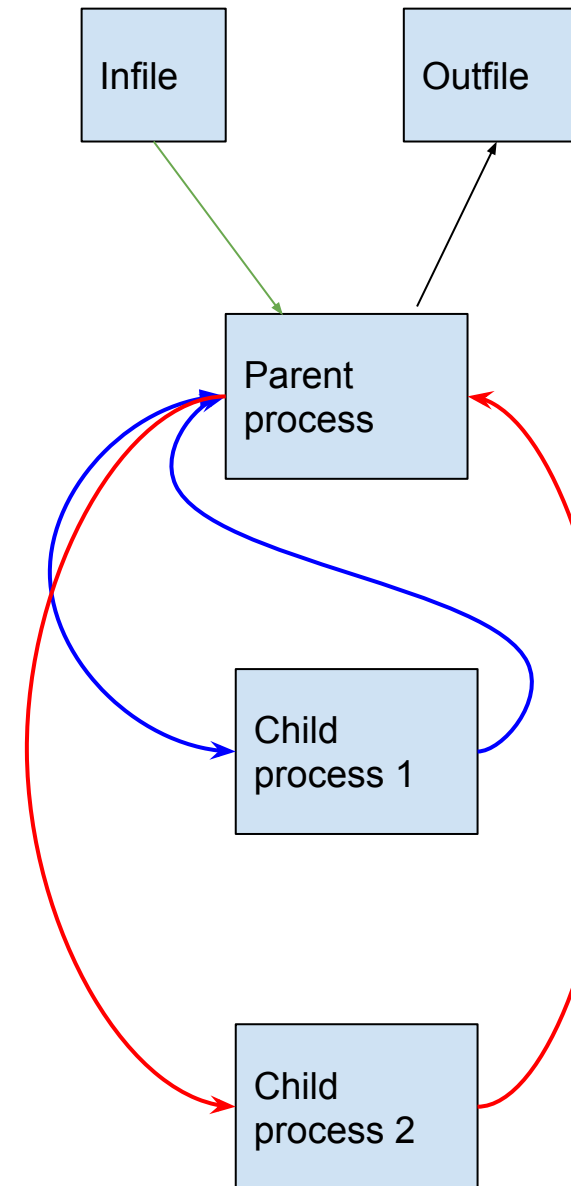 Infile
Outfile
Parent
process
Child
process 1
Child
process 2